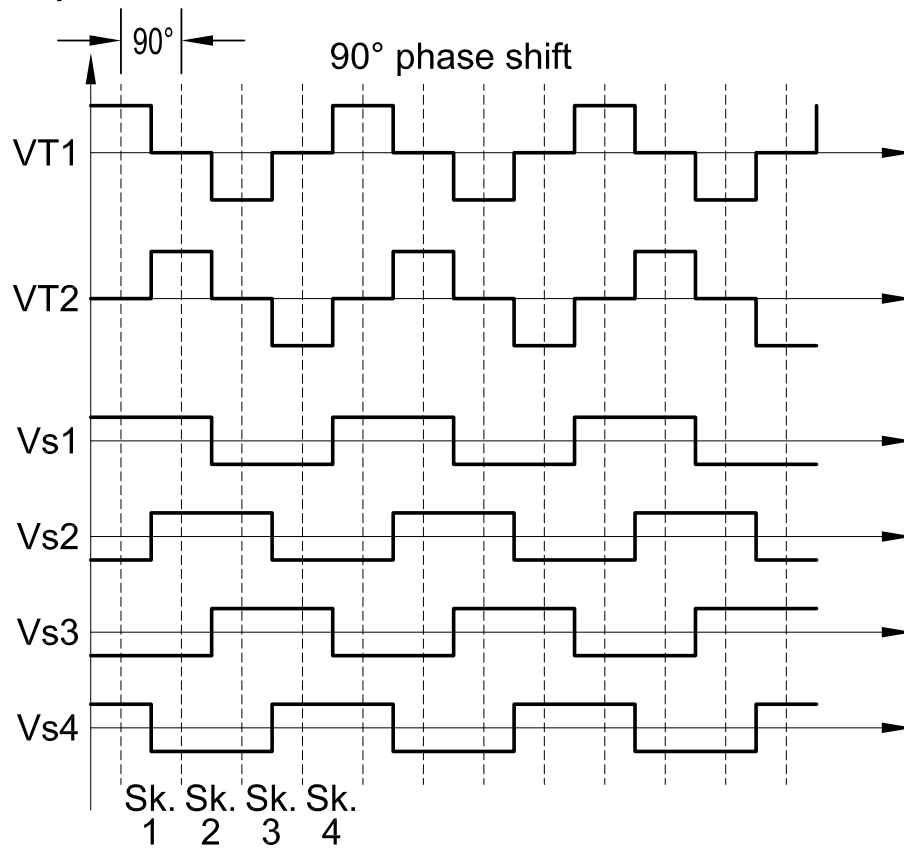 90°
90° phase shift
VT1
VT2
Vs1
Vs2
Vs3
Vs4
Sk. Sk. Sk. Sk.
1 2 3 4